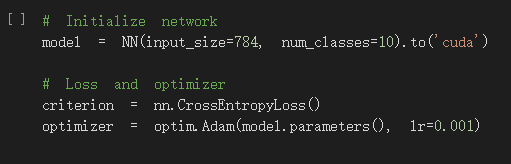 [ ] # Initialize network
model = NN(input_size=784, num_classes=10).to('cuda')
# Loss and optimizer
criterion = nn.CrossEntropyLoss()
optimizer = optim.Adam(model.parameters(), lr=0.001)